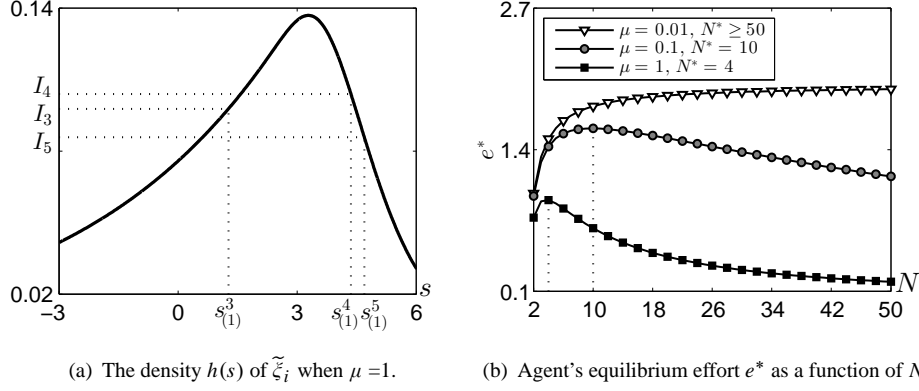 0.14
I₄
I₃
I₅
0.02
−3 0 s³₍₁₎ 3 s⁴₍₁₎ s⁵₍₁₎ 6 s
(a) The density h(s) of ξ̃ᵢ when μ =1.
2.7
μ = 0.01, N* ≥ 50
μ = 0.1, N* = 10
μ = 1, N* = 4
1.4
e*
0.1
2 10 18 26 34 42 50 N
(b) Agent's equilibrium effort e* as a function of N